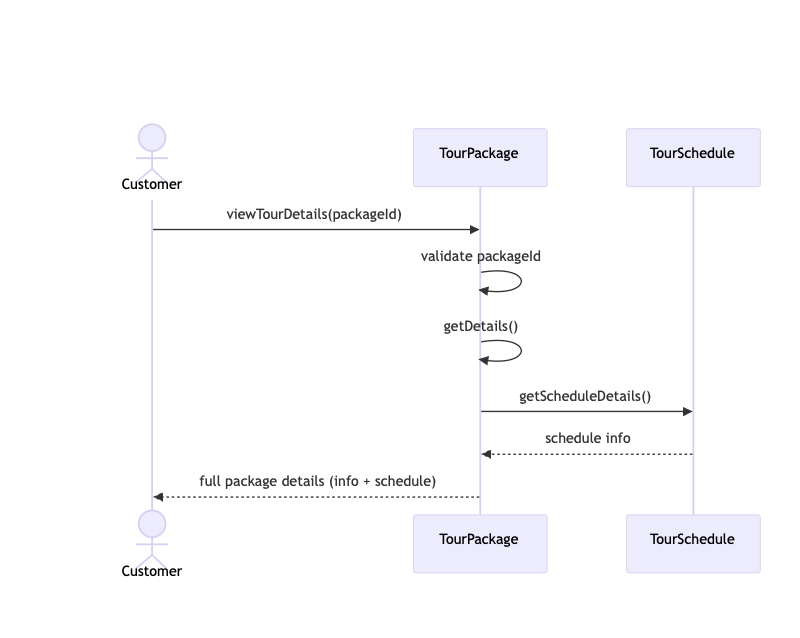 TourPackage
TourSchedule
Customer
viewTourDetails(packageId)
validate packageId
getDetails()
getScheduleDetails()
schedule info
full package details (info + schedule)
TourPackage
TourSchedule
Customer